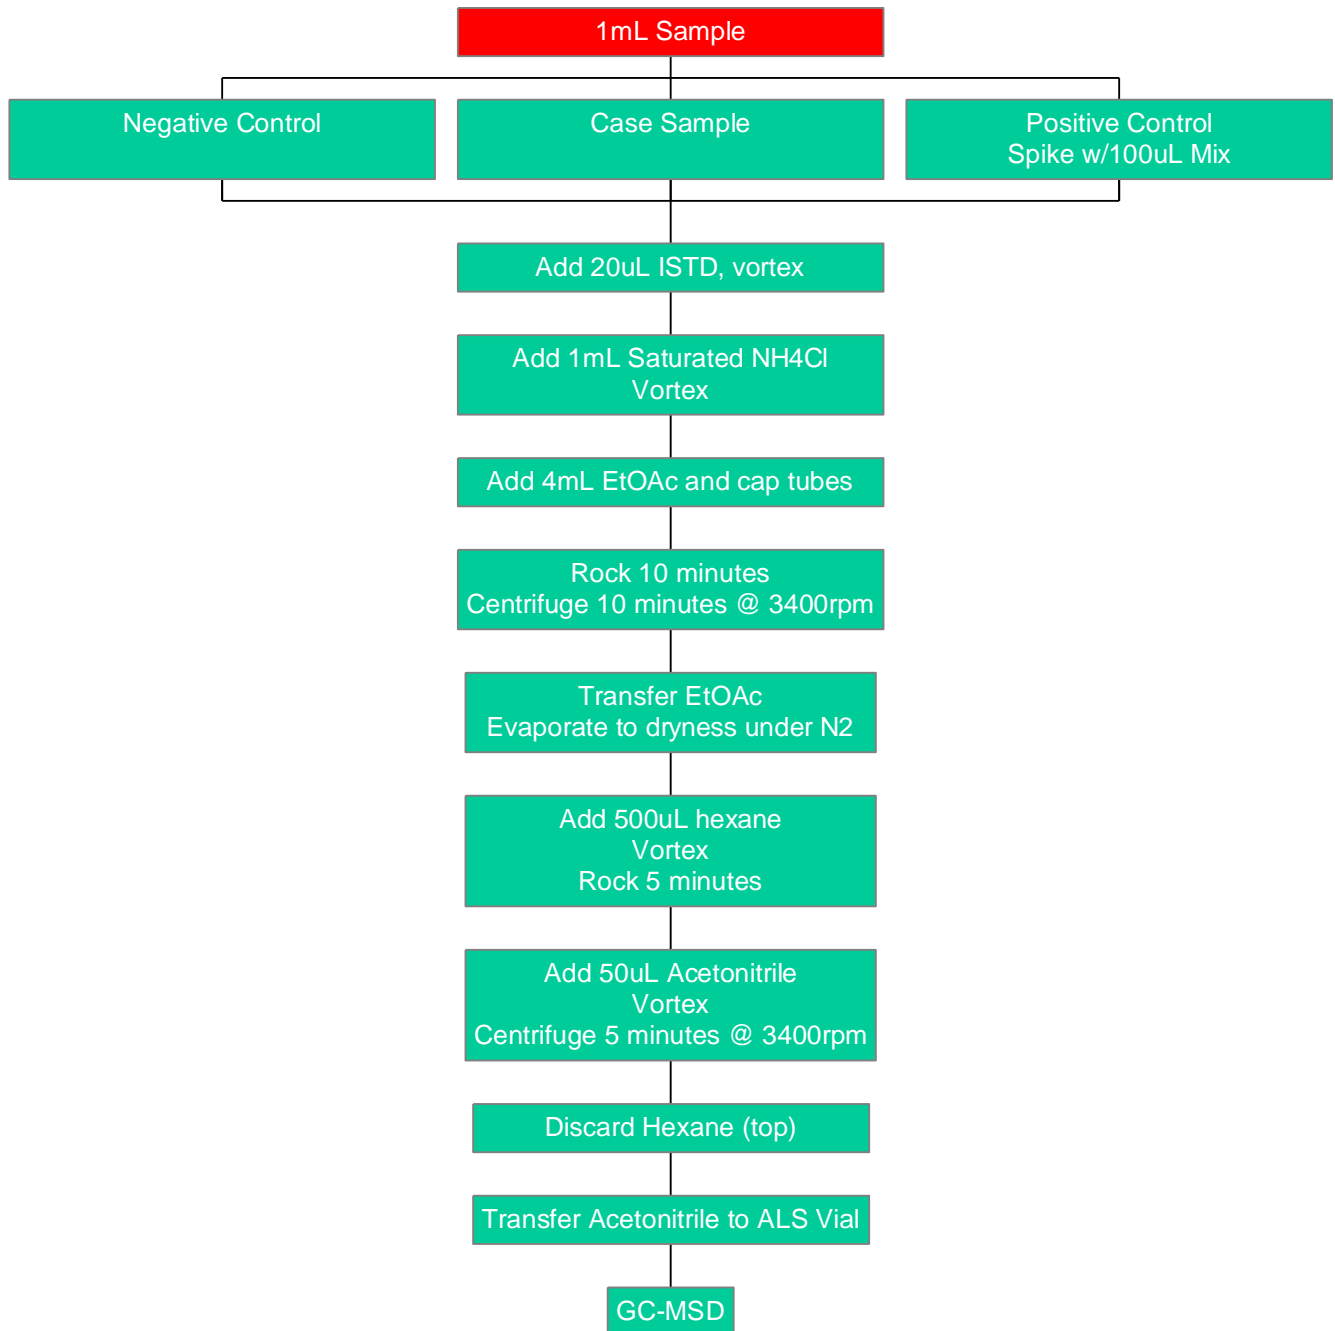 1mL Sample
Negative Control
Case Sample
Positive Control
Spike w/100uL Mix
Add 20uL ISTD, vortex
Add 1mL Saturated NH4Cl
Vortex
Add 4mL EtOAc and cap tubes
Rock 10 minutes
Centrifuge 10 minutes @ 3400rpm
Transfer EtOAc
Evaporate to dryness under N2
Add 500uL hexane
Vortex
Rock 5 minutes
Add 50uL Acetonitrile
Vortex
Centrifuge 5 minutes @ 3400rpm
Discard Hexane (top)
Transfer Acetonitrile to ALS Vial
GC-MSD